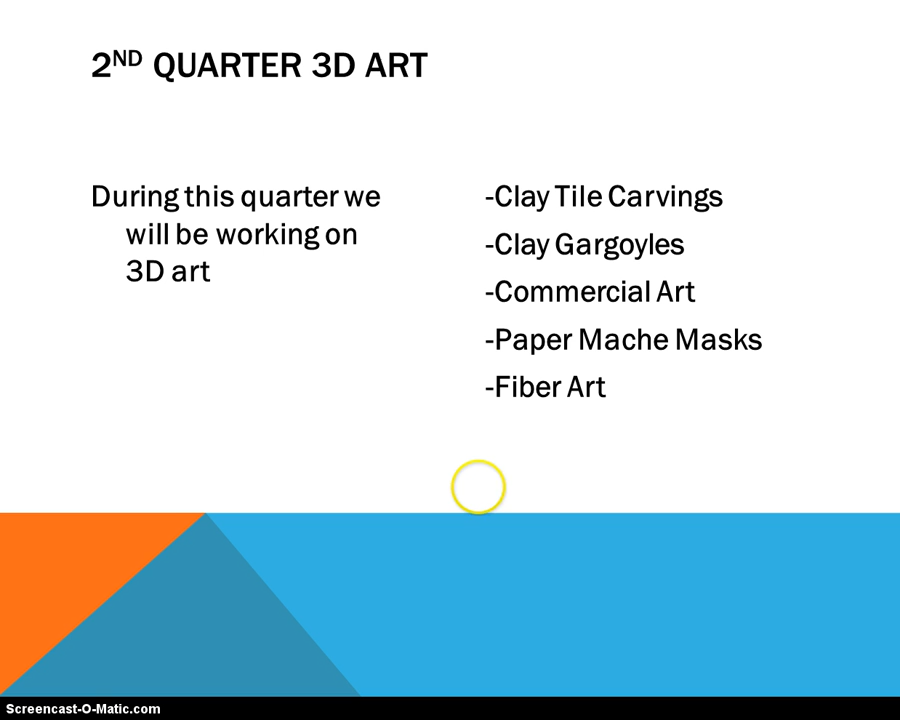 2ND QUARTER 3D ART
During this quarter we
will be working on
3D art
-Clay Tile Carvings
-Clay Gargoyles
-Commercial Art
-Paper Mache Masks
-Fiber Art
Screencast-O-Matic.com